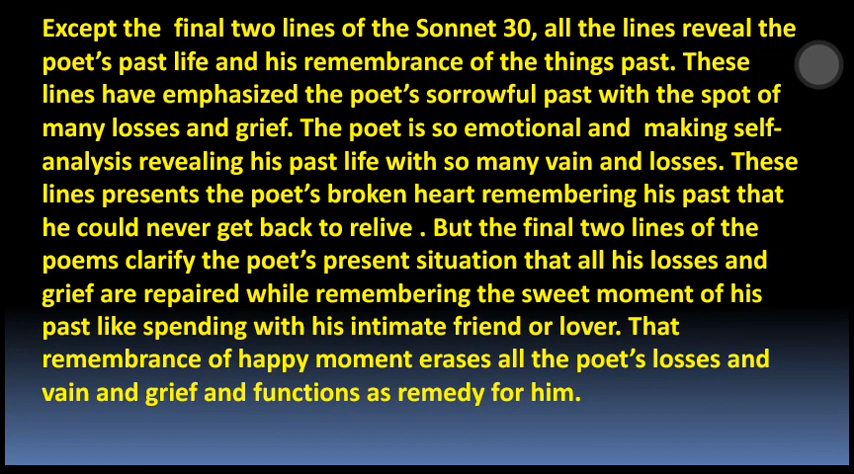 Except the  final two lines of the Sonnet 30, all the lines reveal the
poet's past life and his remembrance of the things past. These
lines have emphasized the poet's sorrowful past with the spot of
many losses and grief. The poet is so emotional and  making self-
analysis revealing his past life with so many vain and losses. These
lines presents the poet's broken heart remembering his past that
he could never get back to relive . But the final two lines of the
poems clarify the poet's present situation that all his losses and
grief are repaired while remembering the sweet moment of his
past like spending with his intimate friend or lover. That
remembrance of happy moment erases all the poet's losses and
vain and grief and functions as remedy for him.